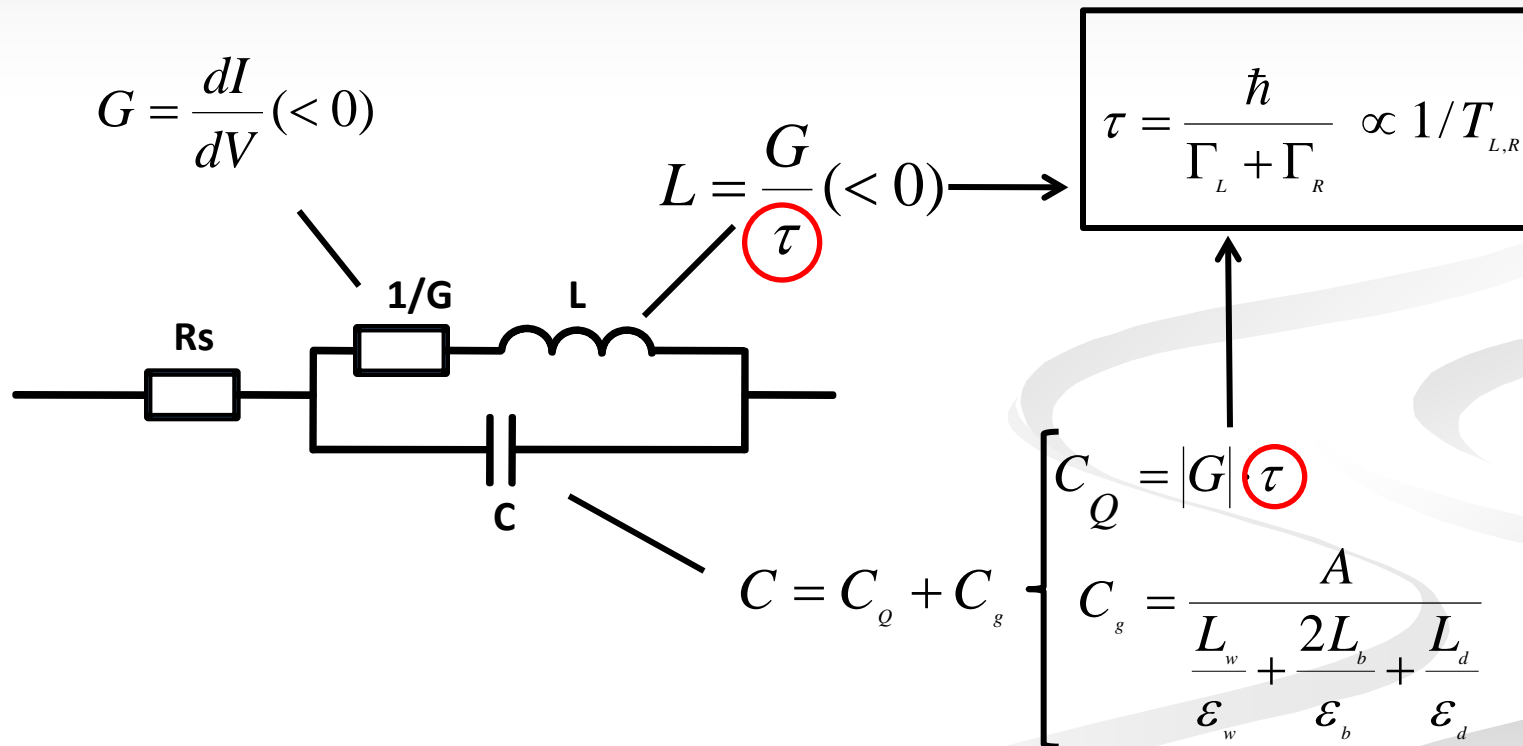 G = dI/dV (< 0)
L = G/τ (< 0)
τ = ħ/(Γ_L + Γ_R) ∝ 1/T_{L,R}
1/G
L
Rs
C
C = C_Q + C_g
C_Q = |G|·τ
C_g = A/(L_w/ε_w + 2L_b/ε_b + L_d/ε_d)